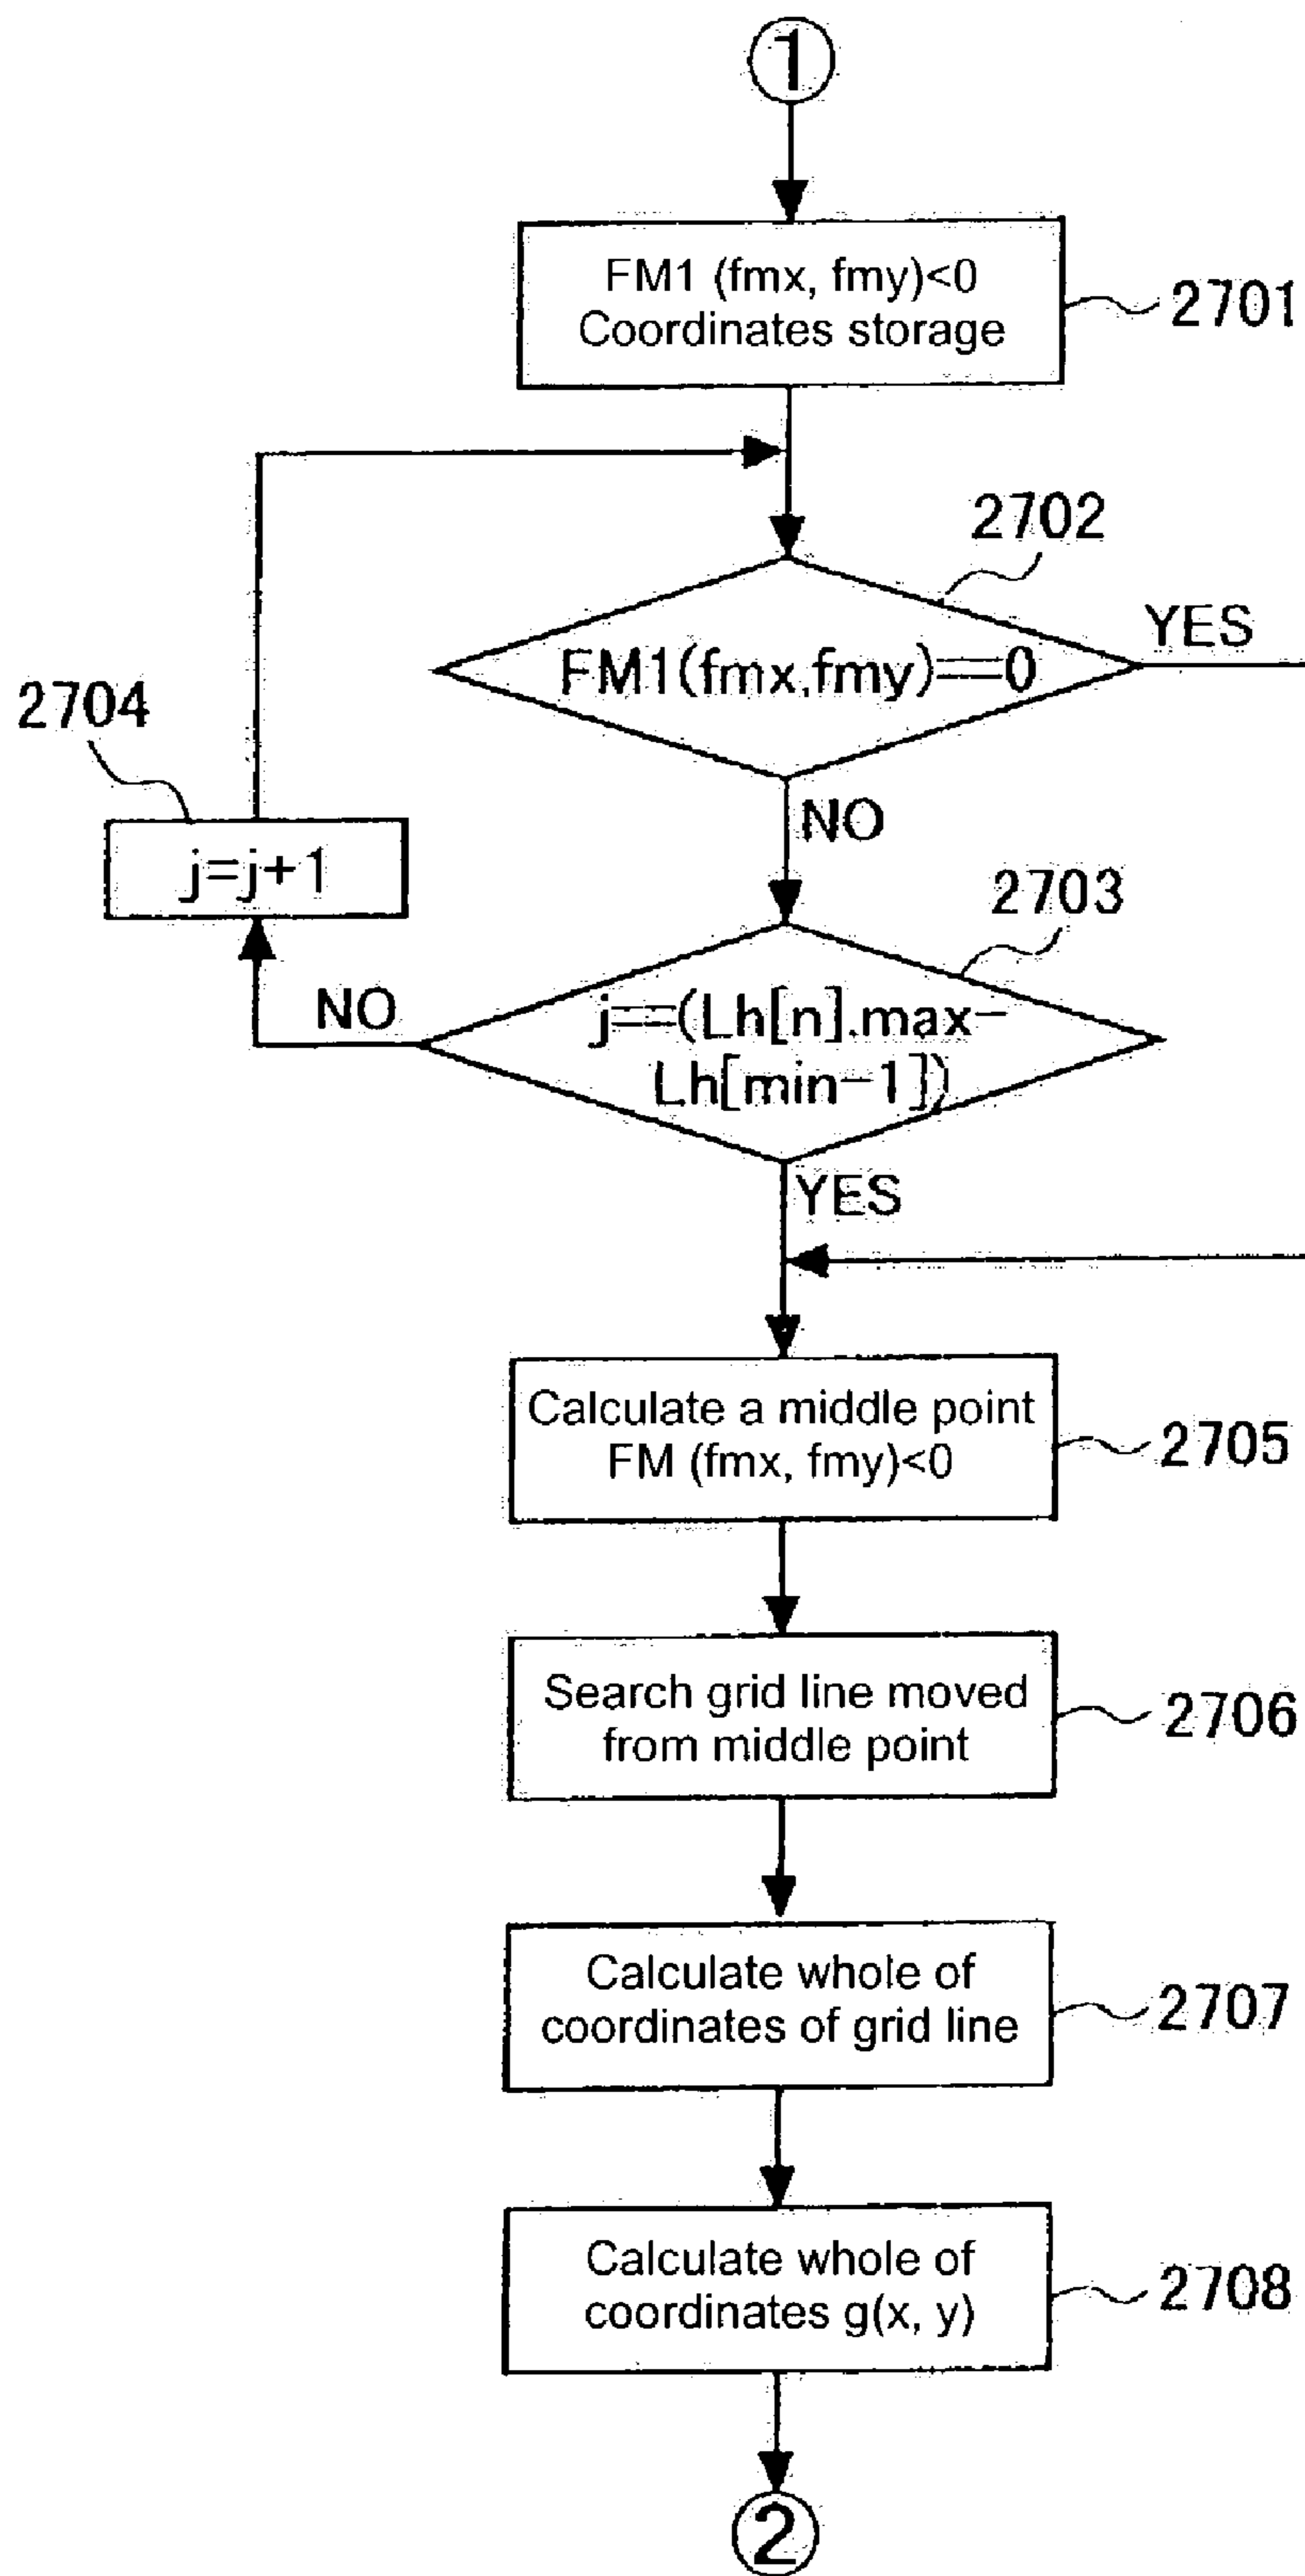 1
FM1 (fmx, fmy)<0
Coordinates storage
2701
2702
FM1(fmx,fmy)==0
YES
2704
NO
j=j+1
2703
NO
j==(Lh[n].max-
Lh[min-1])
YES
Calculate a middle point
FM (fmx, fmy)<0
2705
Search grid line moved
from middle point
2706
Calculate whole of
coordinates of grid line
2707
Calculate whole of
coordinates g(x, y)
2708
2